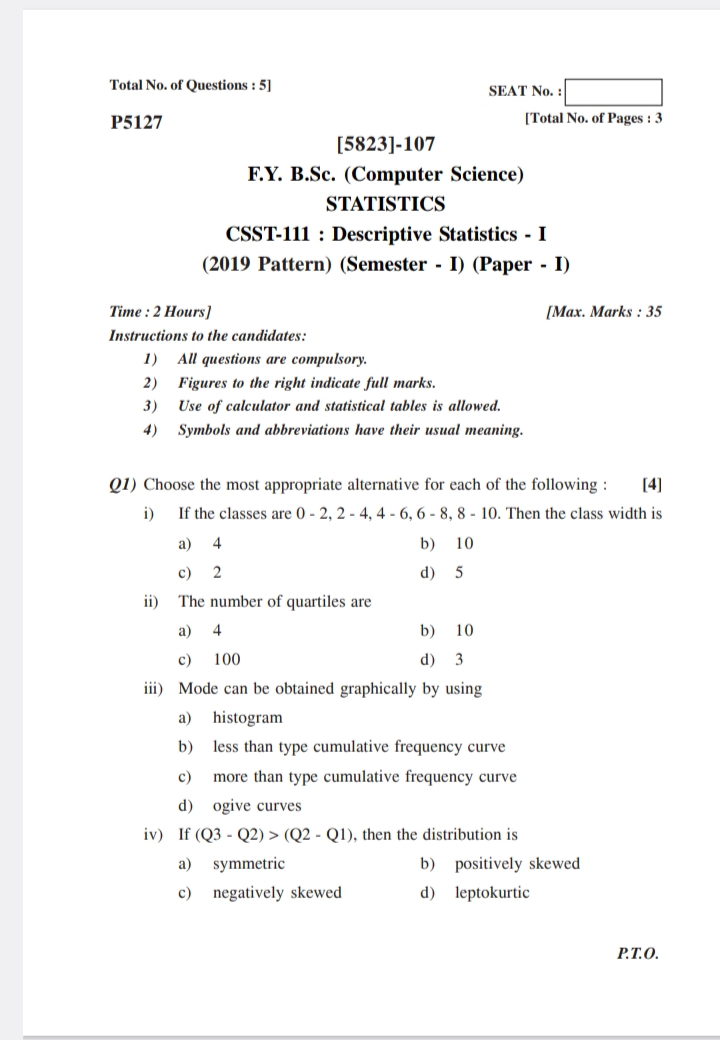 Total No. of Questions : 5]
SEAT No. :
P5127
[Total No. of Pages : 3
[5823]-107
F.Y. B.Sc. (Computer Science)
STATISTICS
CSST-111 : Descriptive Statistics - I
(2019 Pattern) (Semester - I) (Paper - I)
Time : 2 Hours]
[Max. Marks : 35
Instructions to the candidates:
1) All questions are compulsory.
2) Figures to the right indicate full marks.
3) Use of calculator and statistical tables is allowed.
4) Symbols and abbreviations have their usual meaning.
Q1) Choose the most appropriate alternative for each of the following : [4]
i) If the classes are 0 - 2, 2 - 4, 4 - 6, 6 - 8, 8 - 10. Then the class width is
a) 4 b) 10
c) 2 d) 5
ii) The number of quartiles are
a) 4 b) 10
c) 100 d) 3
iii) Mode can be obtained graphically by using
a) histogram
b) less than type cumulative frequency curve
c) more than type cumulative frequency curve
d) ogive curves
iv) If (Q3 - Q2) > (Q2 - Q1), then the distribution is
a) symmetric b) positively skewed
c) negatively skewed d) leptokurtic
P.T.O.